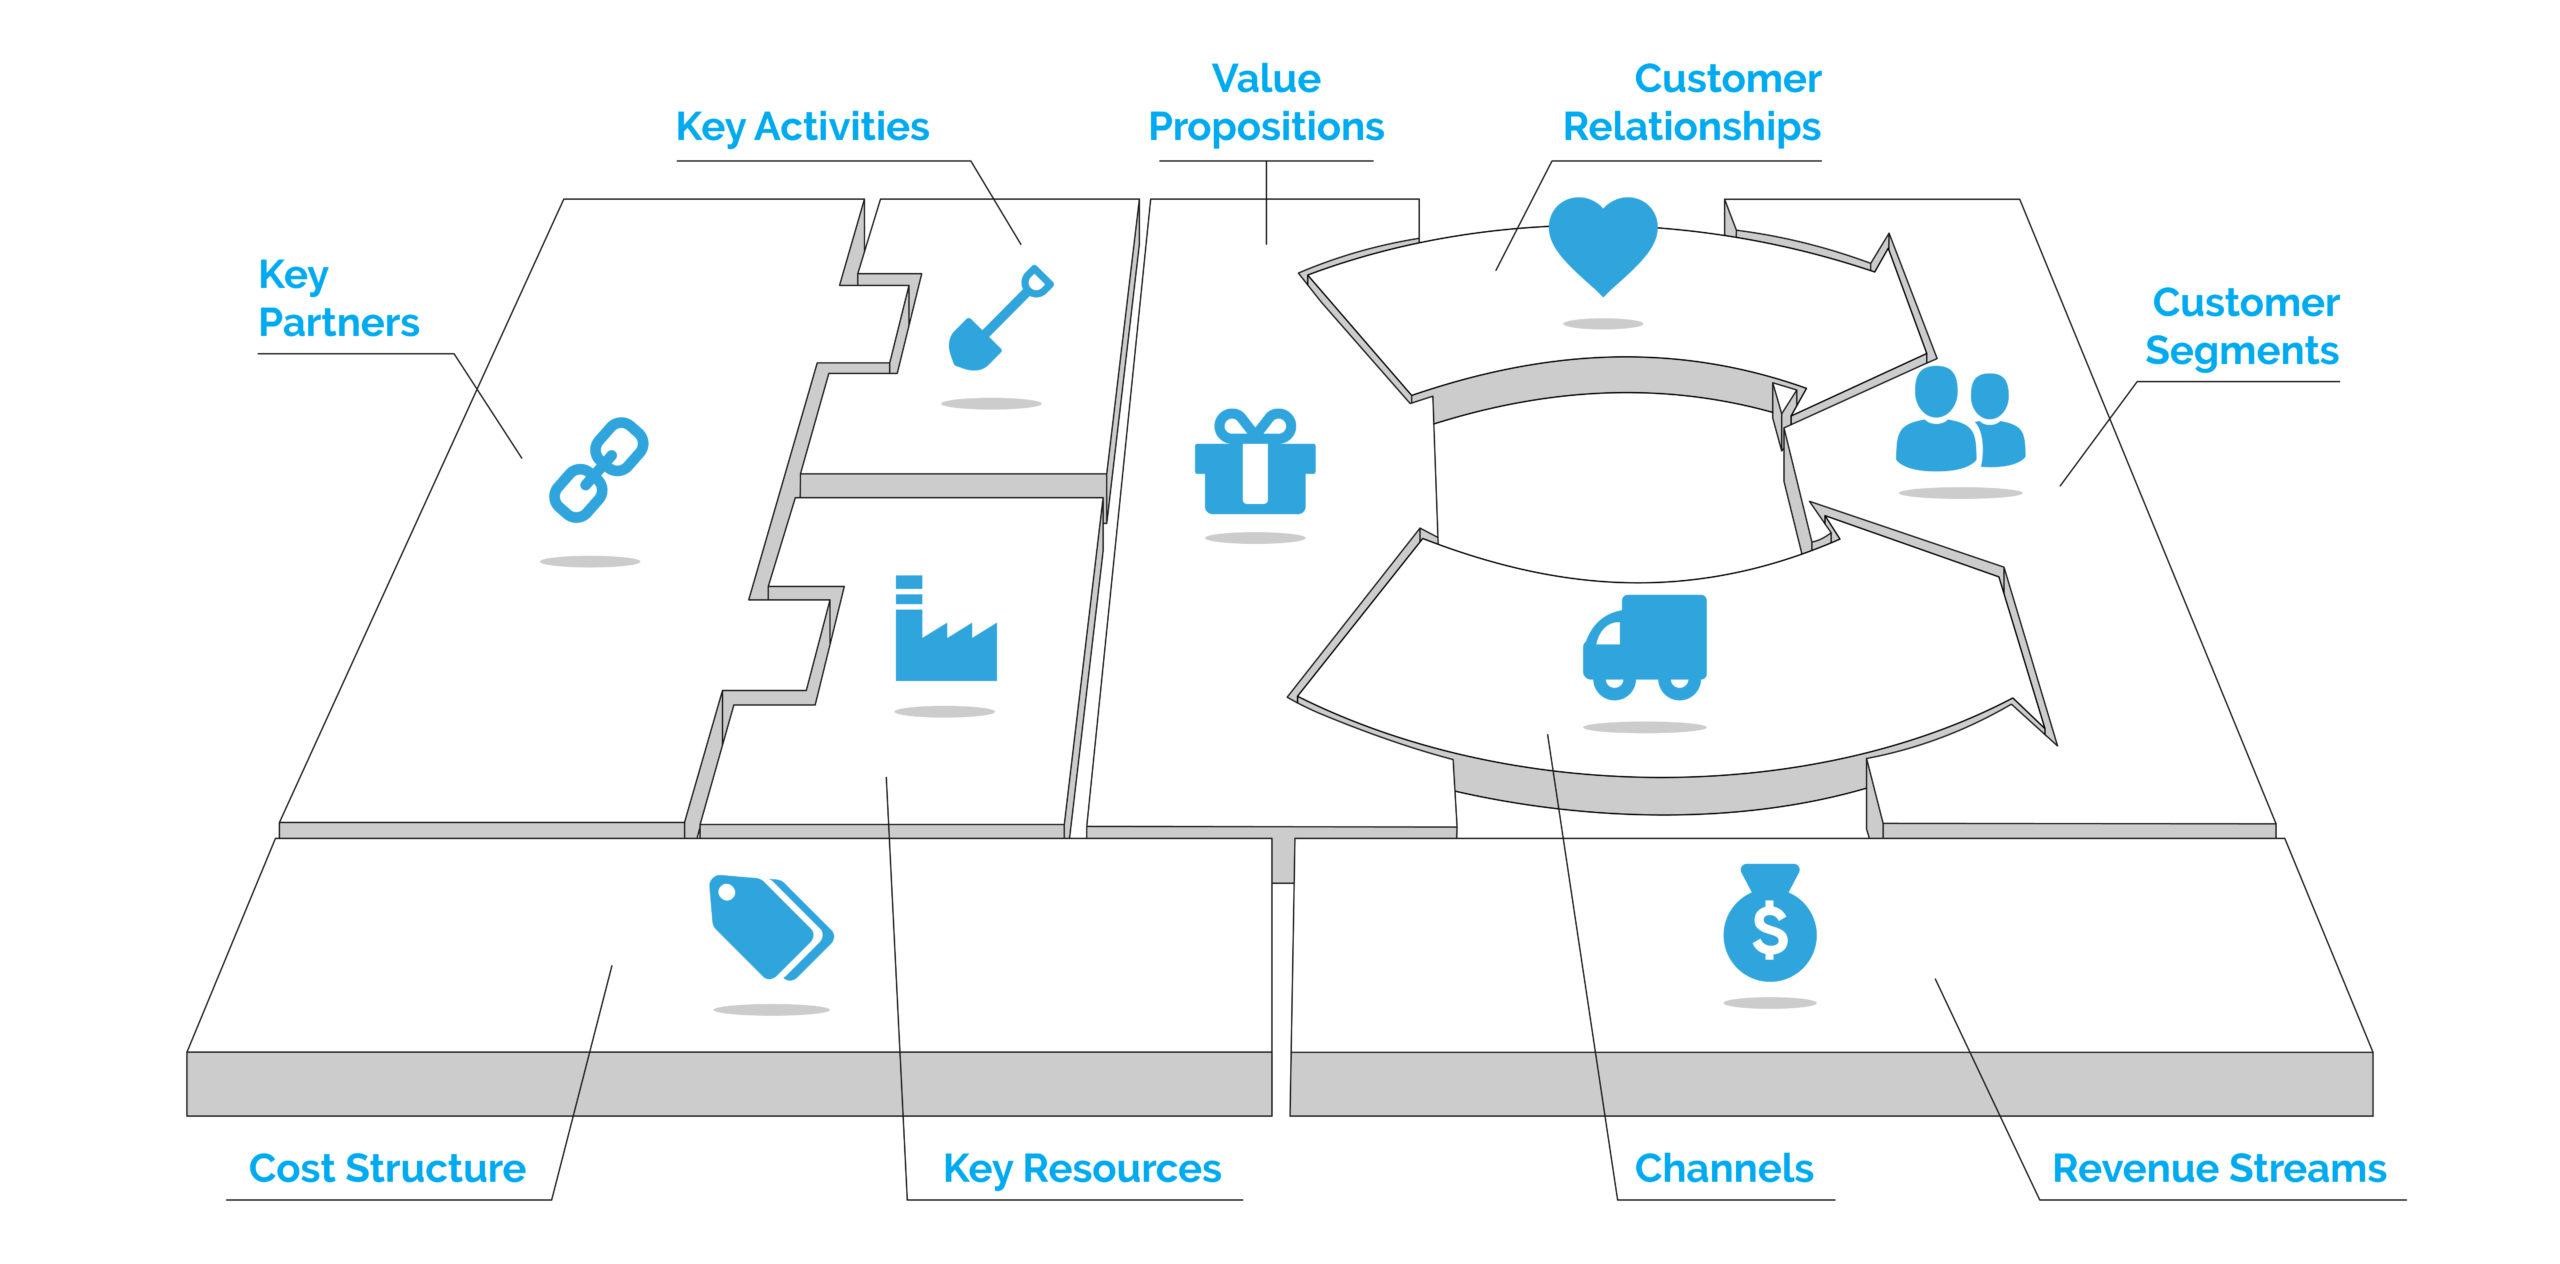 Value
Propositions
Customer
Relationships
Key Activities
Key
Partners
Customer
Segments
$
Cost Structure
Key Resources
Channels
Revenue Streams